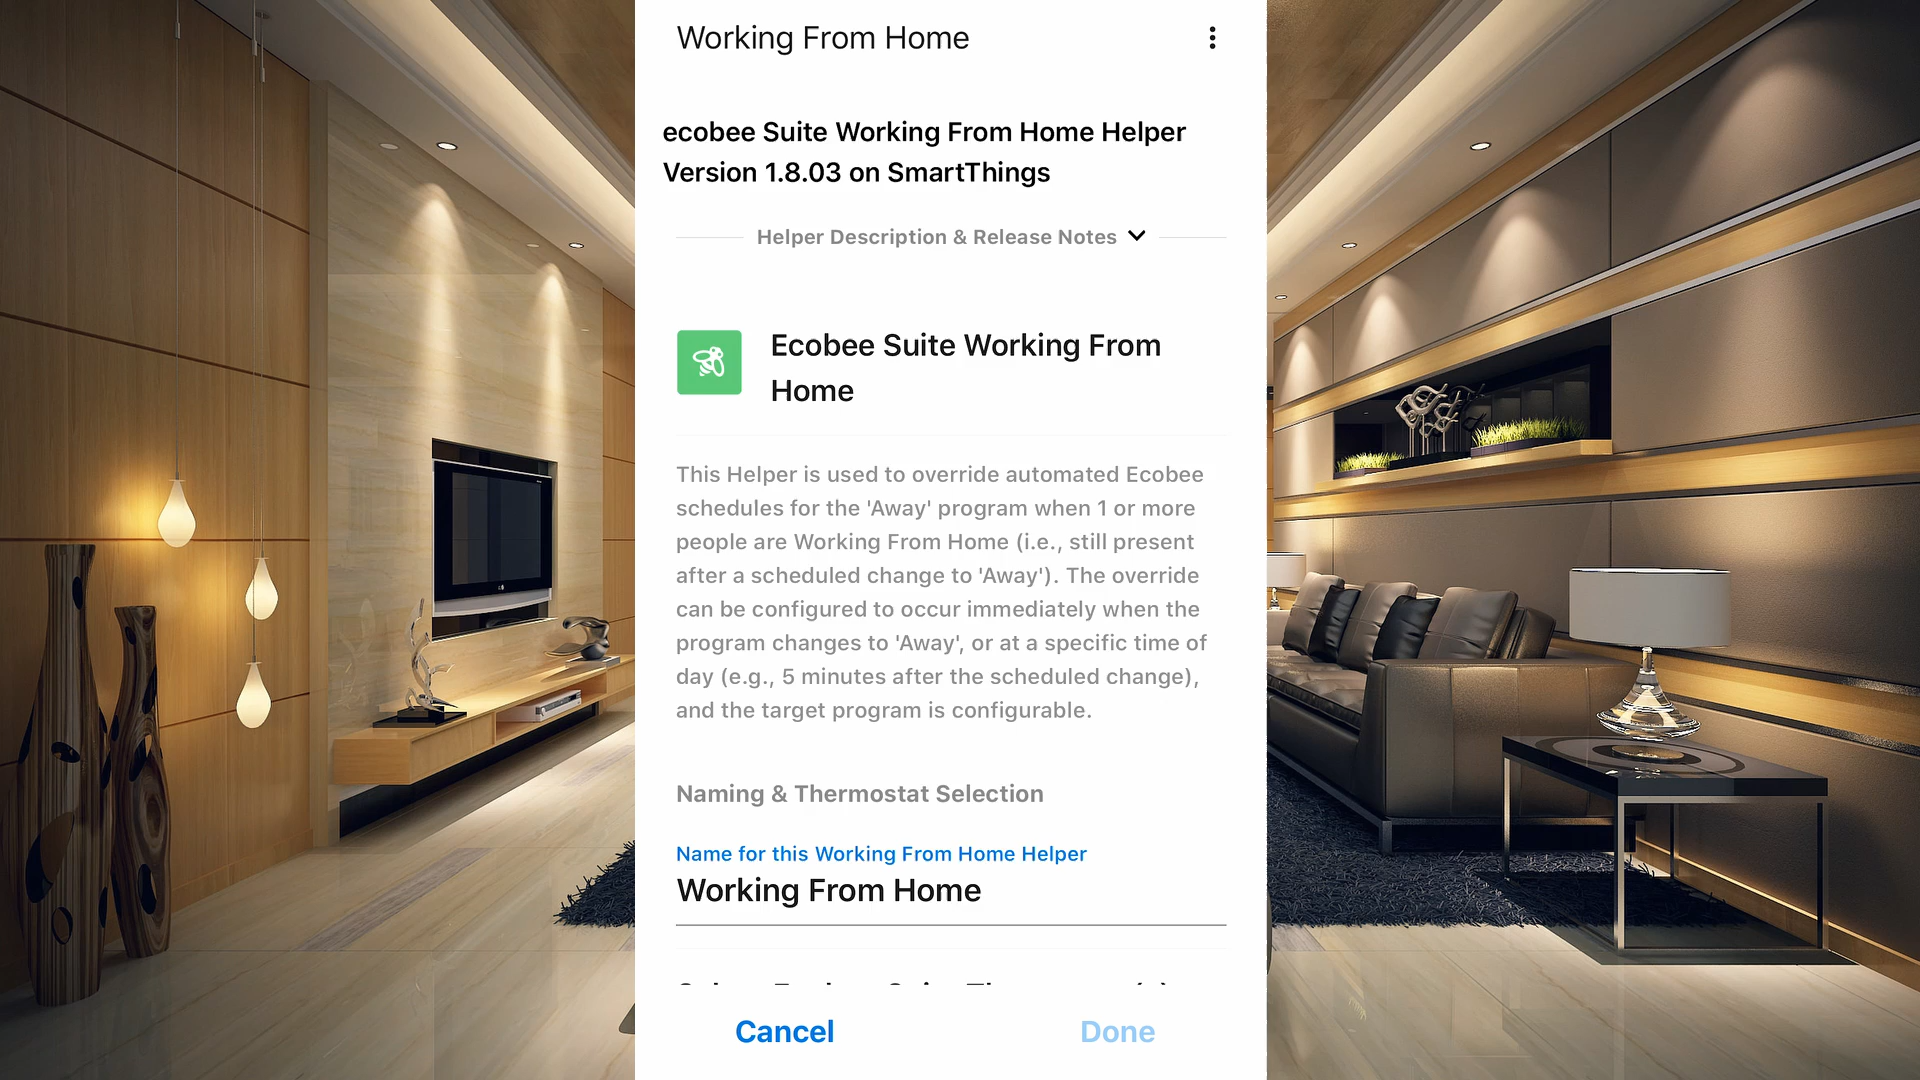 Working From Home
ecobee Suite Working From Home Helper
Version 1.8.03 on SmartThings
Helper Description & Release Notes
Ecobee Suite Working From
Home
This Helper is used to override automated Ecobee
schedules for the 'Away' program when 1 or more
people are Working From Home (i.e., still present
after a scheduled change to 'Away'). The override
can be configured to occur immediately when the
program changes to 'Away', or at a specific time of
day (e.g., 5 minutes after the scheduled change),
and the target program is configurable.
Naming & Thermostat Selection
Name for this Working From Home Helper
Working From Home
Cancel
Done